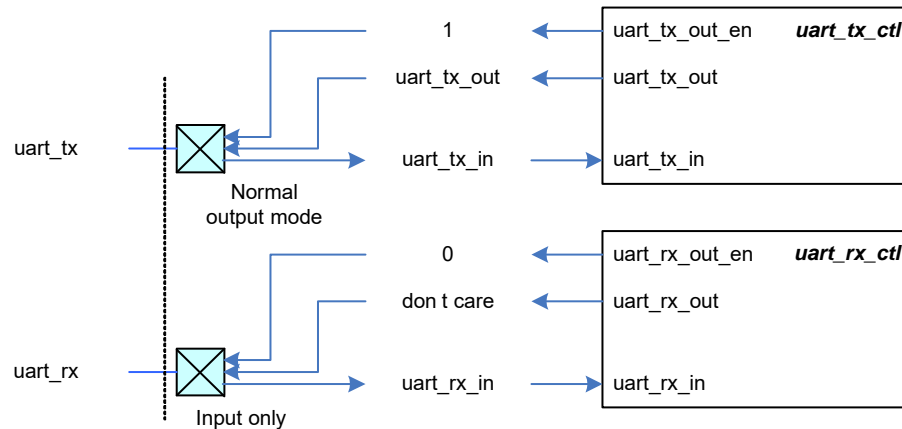 1
uart_tx_out_en
uart_tx_ctl
uart_tx_out
uart_tx_out
uart_tx
uart_tx_in
uart_tx_in
Normal
output mode
0
uart_rx_out_en
uart_rx_ctl
don t care
uart_rx_out
uart_rx
uart_rx_in
uart_rx_in
Input only